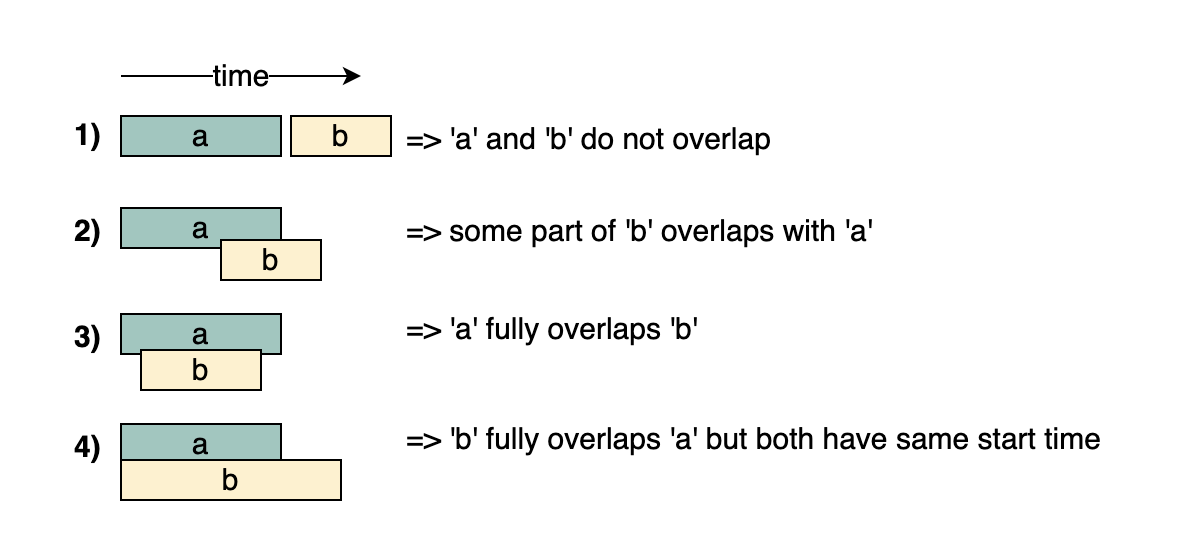 time
1) a b => 'a' and 'b' do not overlap
2) a => some part of 'b' overlaps with 'a'
b
3) a => 'a' fully overlaps 'b'
b
4) a => 'b' fully overlaps 'a' but both have same start time
b